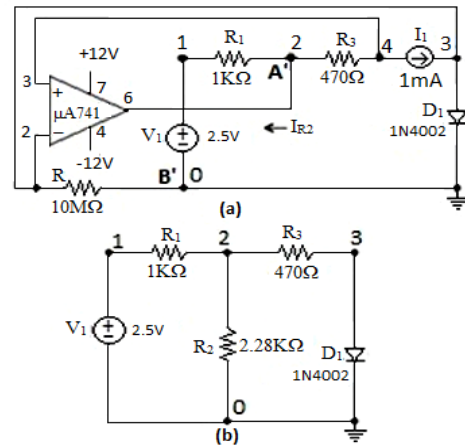 1 R₁ 2 R₃ 4 I₁ 3
+12V
A'
3 + 7 1KΩ 470Ω 1mA
μA741 6
D₁
1N4002
2 − 4 V₁ 2.5V ← I_R2
-12V
R B' 0
10MΩ
(a)
1 R₁ 2 R₃ 3
1KΩ 470Ω
V₁ 2.5V R₂ 2.28KΩ D₁
1N4002
0
(b)